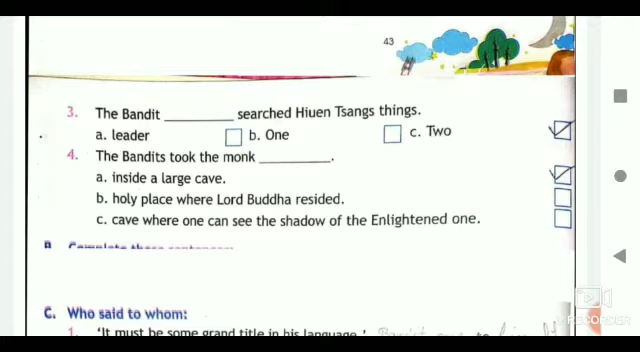 43
3. The Bandit __________ searched Hiuen Tsangs things.
a. leader b. One c. Two
4. The Bandits took the monk __________.
a. inside a large cave.
b. holy place where Lord Buddha resided.
c. cave where one can see the shadow of the Enlightened one.
C. Who said to whom:
1. 'It must be some grand title in his language.'
RECORDER